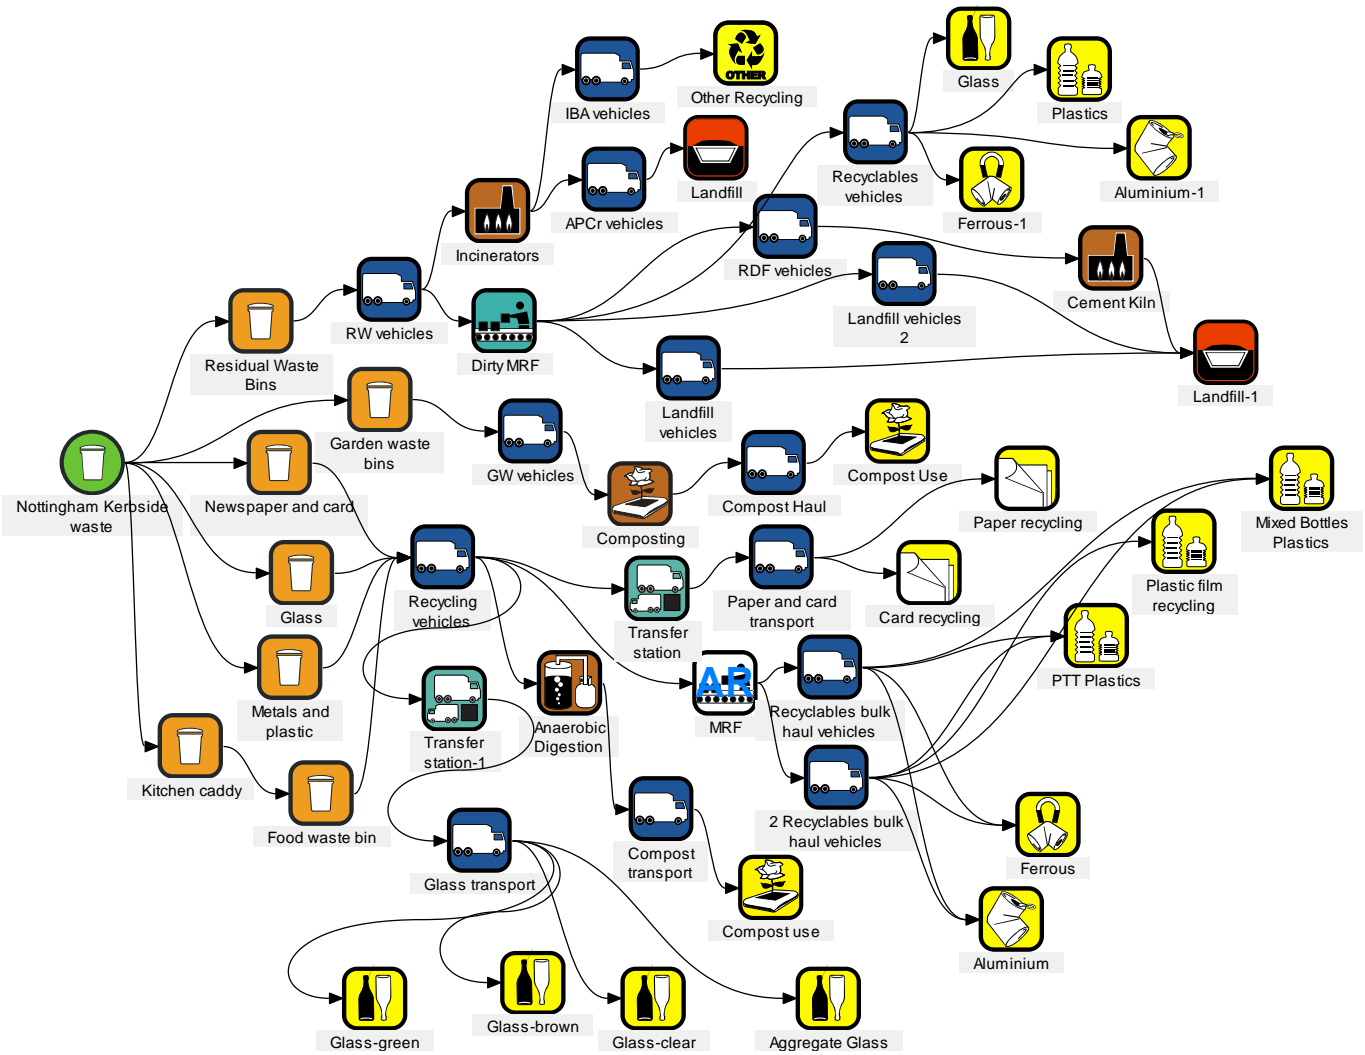 OTHER
Glass
Other Recycling
IBA vehicles
Plastics
Recyclables
vehicles
Landfill
Aluminium-1
APCr vehicles
Ferrous-1
Incinerators
RDF vehicles
Cement Kiln
Landfill vehicles
2
RW vehicles
Dirty MRF
Residual Waste
Bins
Landfill-1
Landfill
vehicles
Garden waste
bins
GW vehicles
Compost Use
Nottingham Kerbside
waste
Newspaper and card
Compost Haul
Paper recycling
Mixed Bottles
Plastics
Composting
Plastic film
recycling
Glass
Recycling
vehicles
Paper and card
transport
Card recycling
Transfer
station
AR
PTT Plastics
Metals and
plastic
Anaerobic
Digestion
MRF
Recyclables bulk
haul vehicles
Transfer
station-1
Kitchen caddy
Food waste bin
2 Recyclables bulk
haul vehicles
Compost
transport
Ferrous
Glass transport
Compost use
Aluminium
Glass-green
Glass-brown
Glass-clear
Aggregate Glass